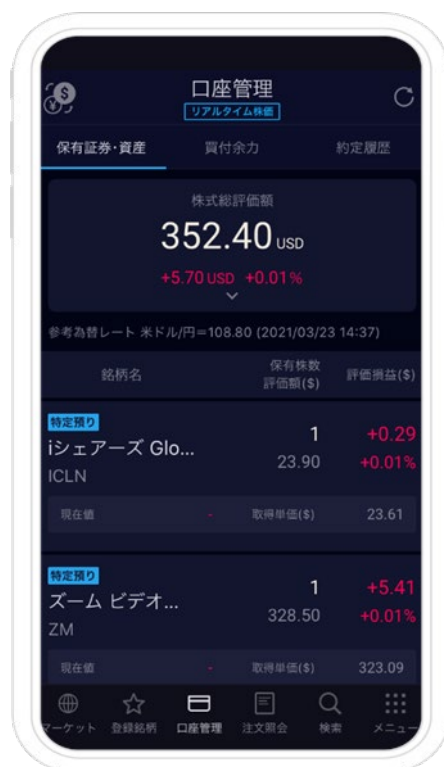 口座管理
リアルタイム株価
保有証券・資産 買付余力 約定履歴
株式総評価額
352.40 USD
+5.70 USD +0.01%
参考為替レート 米ドル/円=108.80 (2021/03/23 14:37)
銘柄名 保有株数 評価損益($)
評価額($)
特定預り
iシェアーズ Glo... 1 +0.29
ICLN 23.90 +0.01%
現在値 - 取得単価($) 23.61
特定預り
ズーム ビデオ... 1 +5.41
ZM 328.50 +0.01%
現在値 - 取得単価($) 323.09
マーケット 登録銘柄 口座管理 注文照会 検索 メニュー